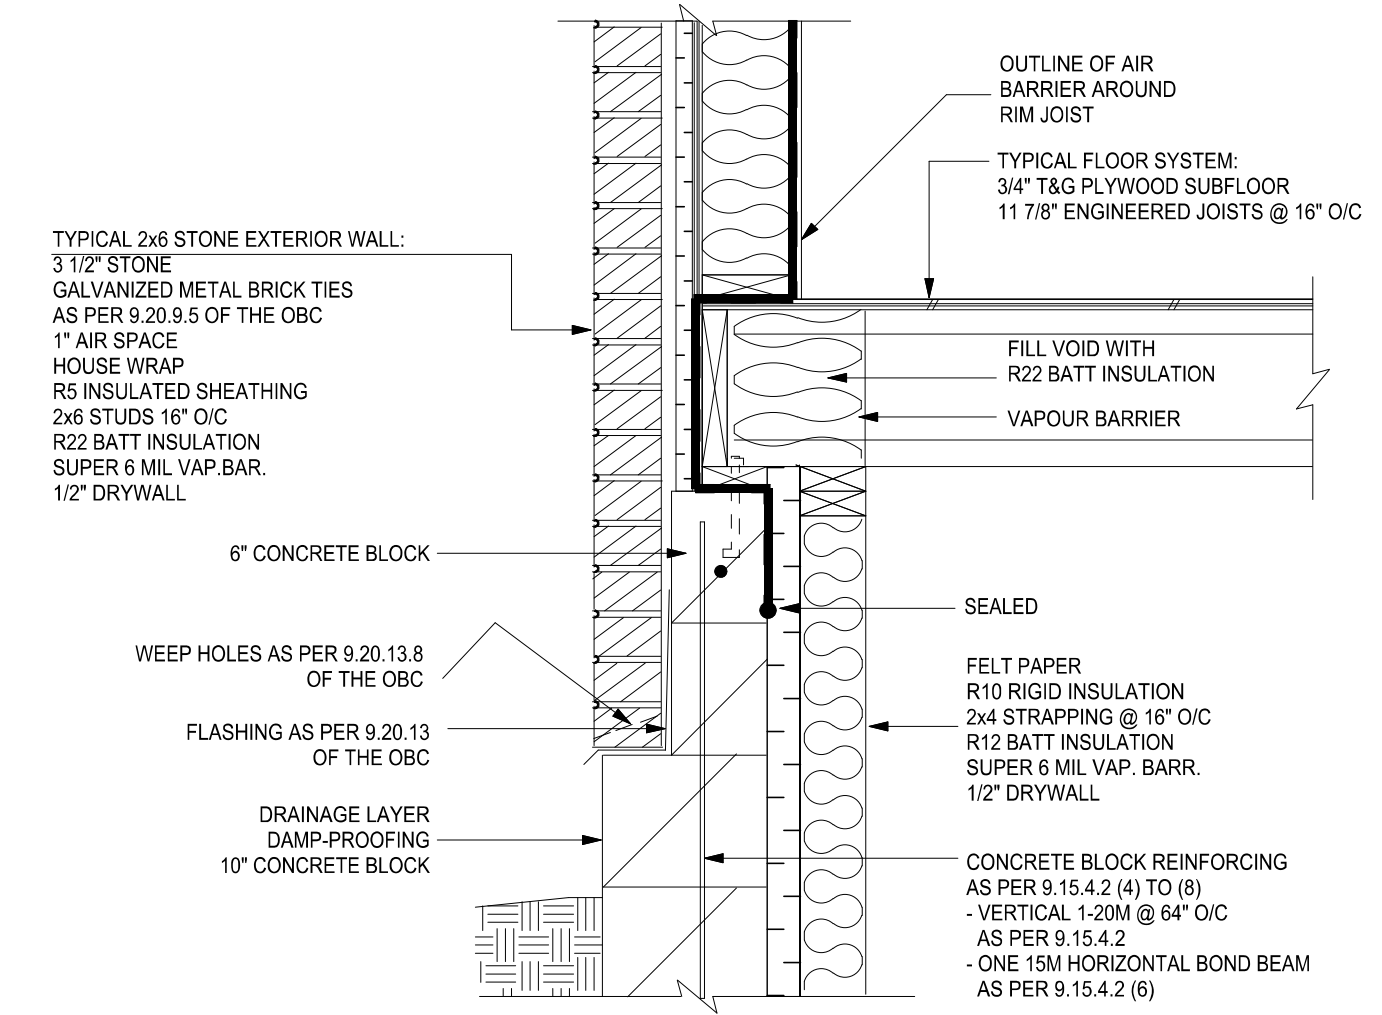 OUTLINE OF AIR
BARRIER AROUND
RIM JOIST
TYPICAL FLOOR SYSTEM:
3/4" T&G PLYWOOD SUBFLOOR
11 7/8" ENGINEERED JOISTS @ 16" O/C
TYPICAL 2x6 STONE EXTERIOR WALL:
3 1/2" STONE
GALVANIZED METAL BRICK TIES
AS PER 9.20.9.5 OF THE OBC
1" AIR SPACE
HOUSE WRAP
R5 INSULATED SHEATHING
2x6 STUDS 16" O/C
R22 BATT INSULATION
SUPER 6 MIL VAP.BAR.
1/2" DRYWALL
FILL VOID WITH
R22 BATT INSULATION
VAPOUR BARRIER
6" CONCRETE BLOCK
SEALED
WEEP HOLES AS PER 9.20.13.8
OF THE OBC
FLASHING AS PER 9.20.13
OF THE OBC
FELT PAPER
R10 RIGID INSULATION
2x4 STRAPPING @ 16" O/C
R12 BATT INSULATION
SUPER 6 MIL VAP. BARR.
1/2" DRYWALL
DRAINAGE LAYER
DAMP-PROOFING
10" CONCRETE BLOCK
CONCRETE BLOCK REINFORCING
AS PER 9.15.4.2 (4) TO (8)
- VERTICAL 1-20M @ 64" O/C
AS PER 9.15.4.2
- ONE 15M HORIZONTAL BOND BEAM
AS PER 9.15.4.2 (6)